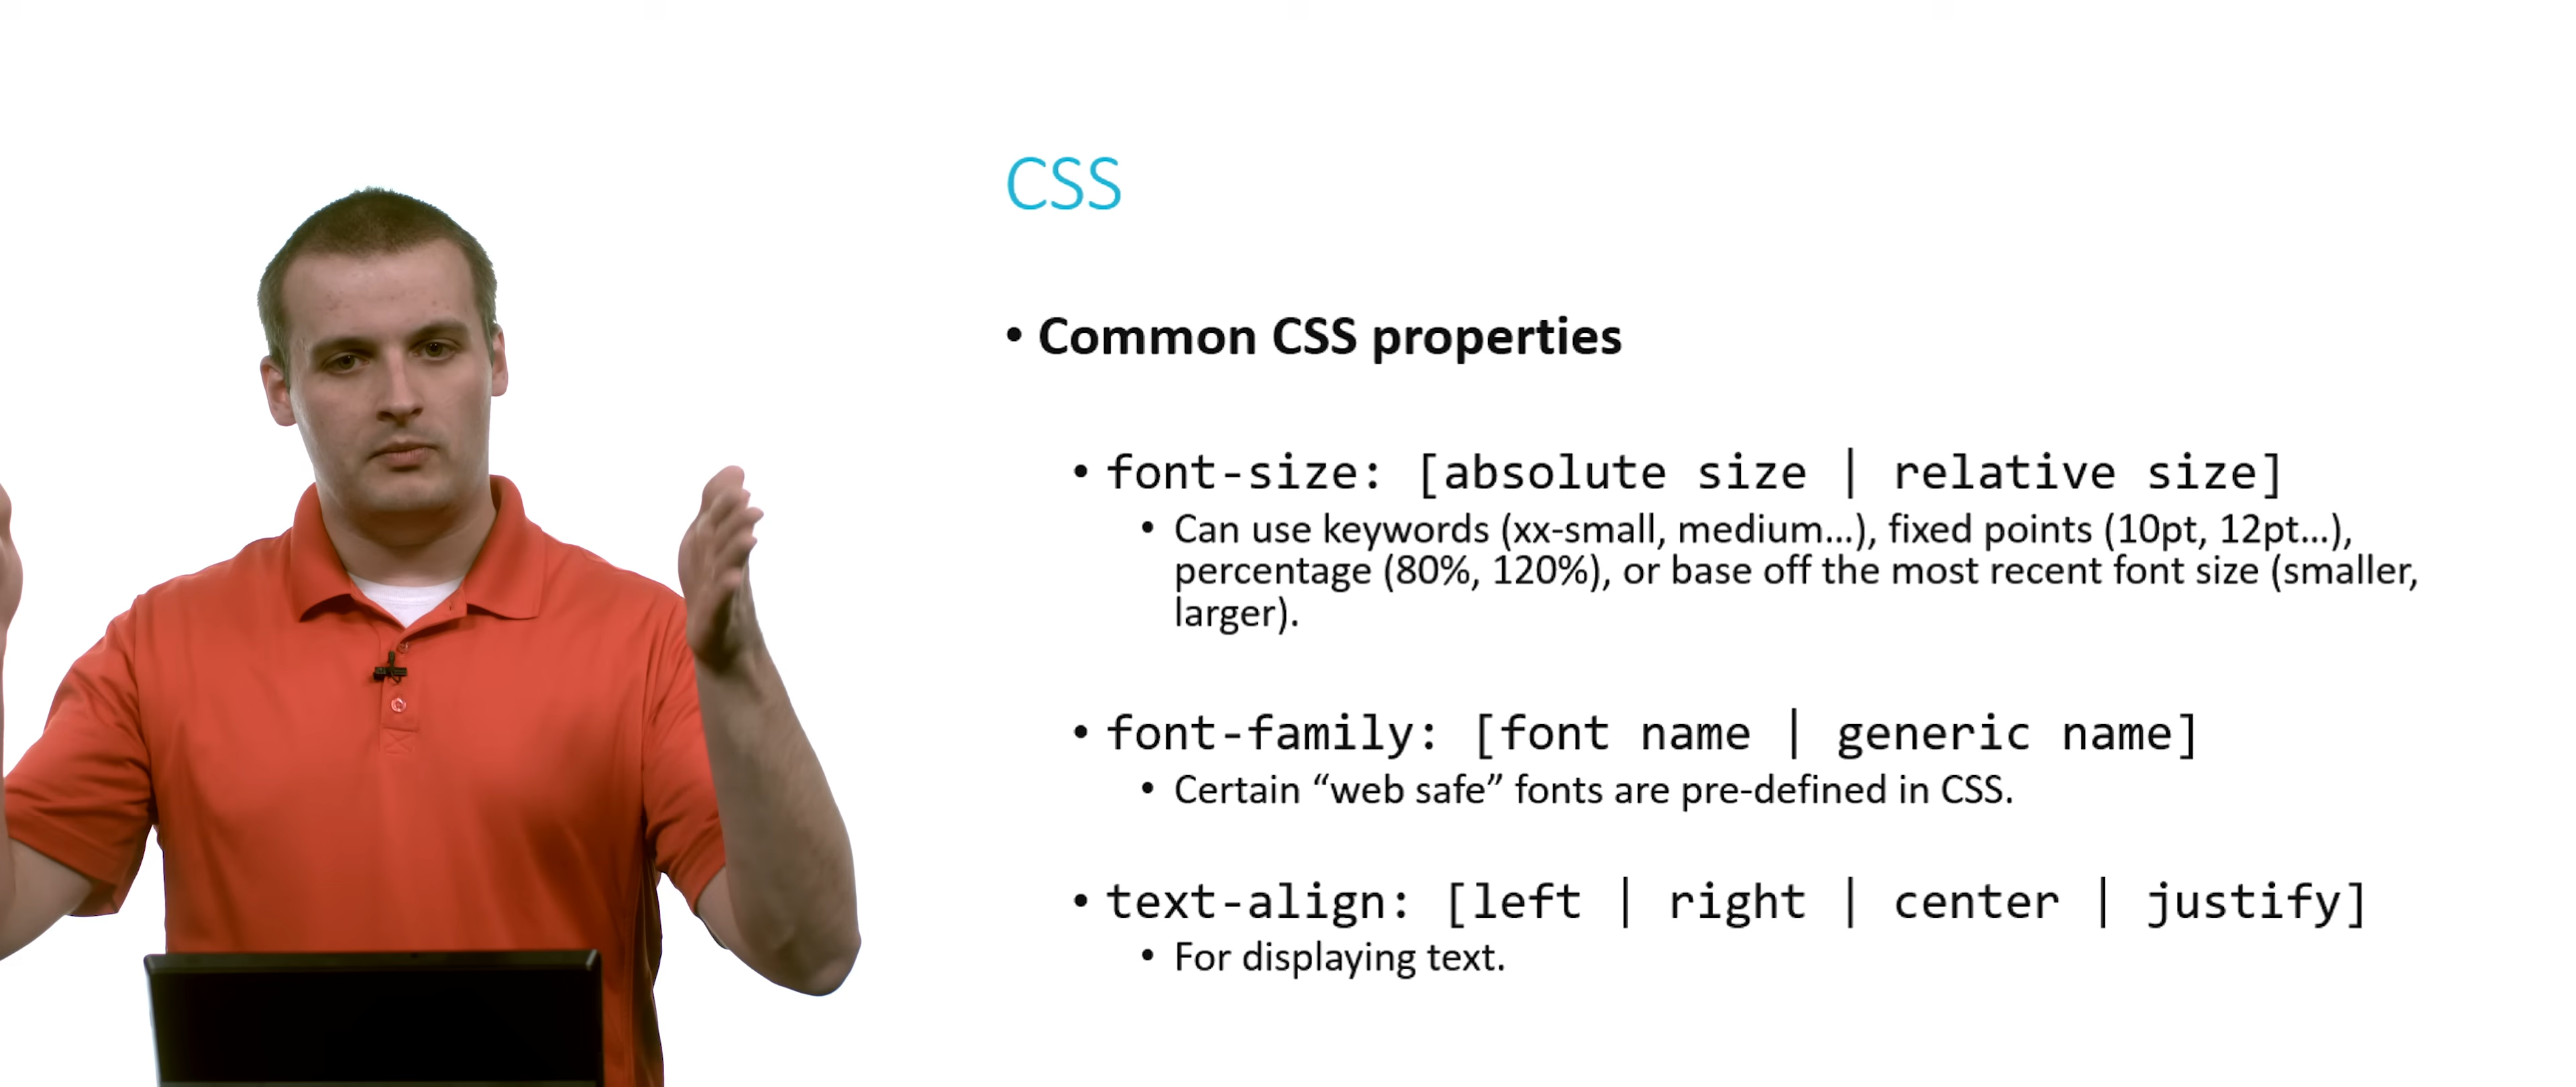 CSS
• Common CSS properties
• font-size: [absolute size | relative size]
• Can use keywords (xx-small, medium…), fixed points (10pt, 12pt…),
percentage (80%, 120%), or base off the most recent font size (smaller,
larger).
• font-family: [font name | generic name]
• Certain “web safe” fonts are pre-defined in CSS.
• text-align: [left | right | center | justify]
• For displaying text.